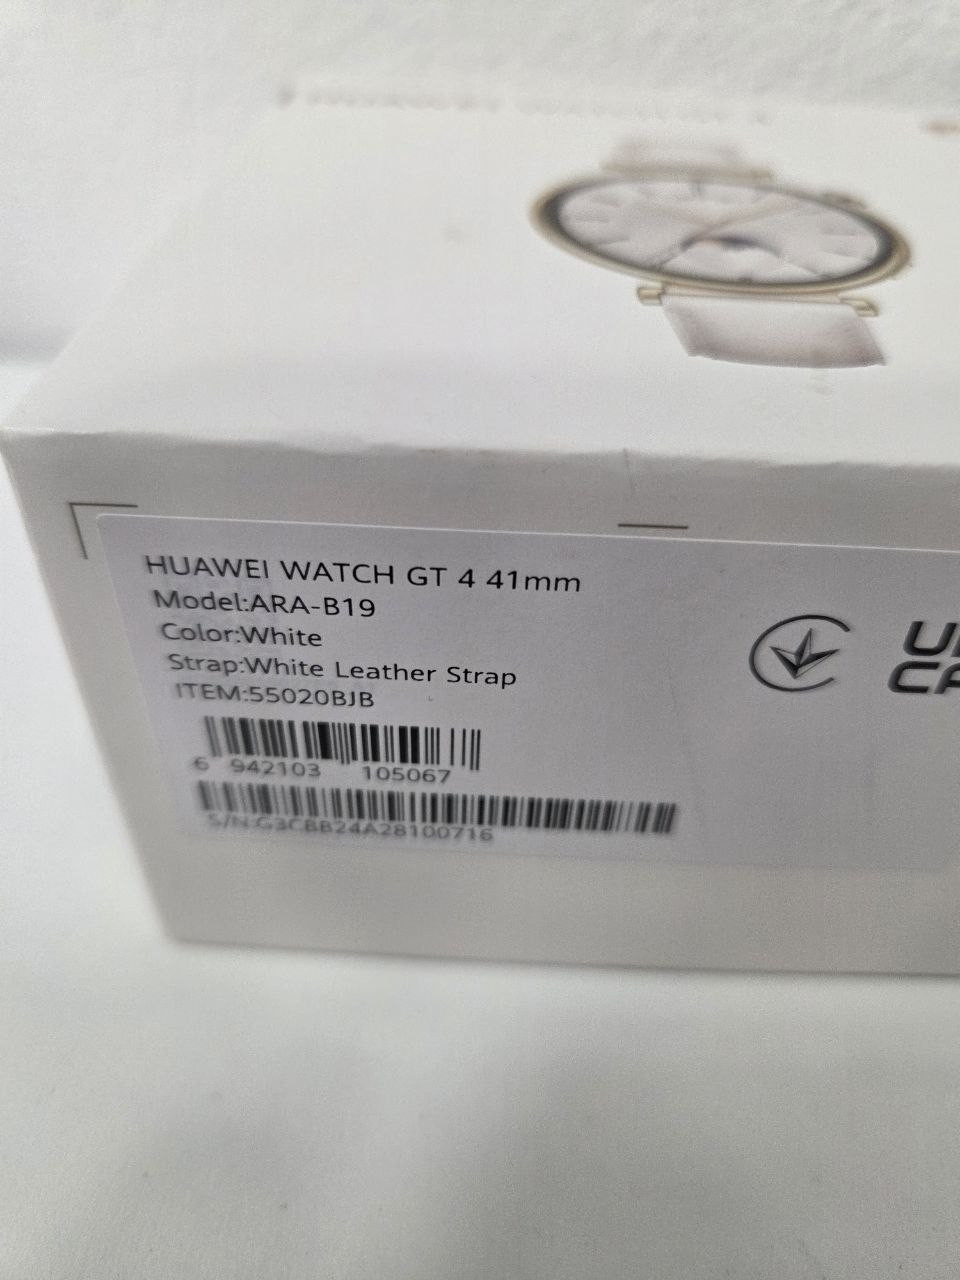 HUAWEI WATCH GT 4 41mm
Model:ARA-B19
Color:White
Strap:White Leather Strap
ITEM:55020BJB
6 942103 105067
S/N:G3CBB24A28100716